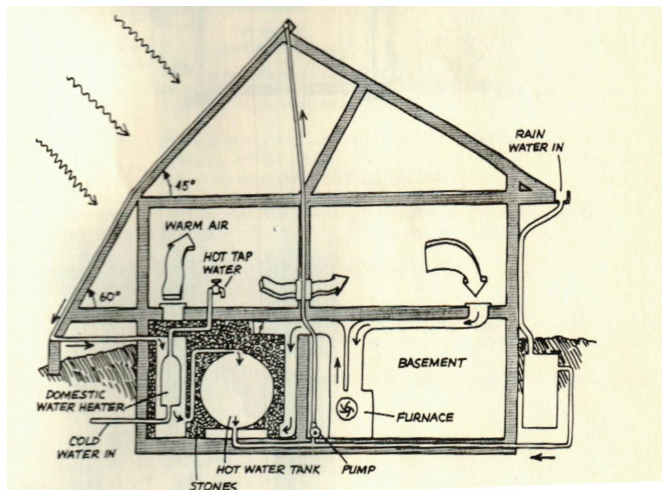 RAIN
WATER IN
45°
WARM AIR
HOT TAP
WATER
60°
BASEMENT
DOMESTIC
WATER HEATER
FURNACE
COLD
WATER IN
HOT WATER TANK
PUMP
STONES